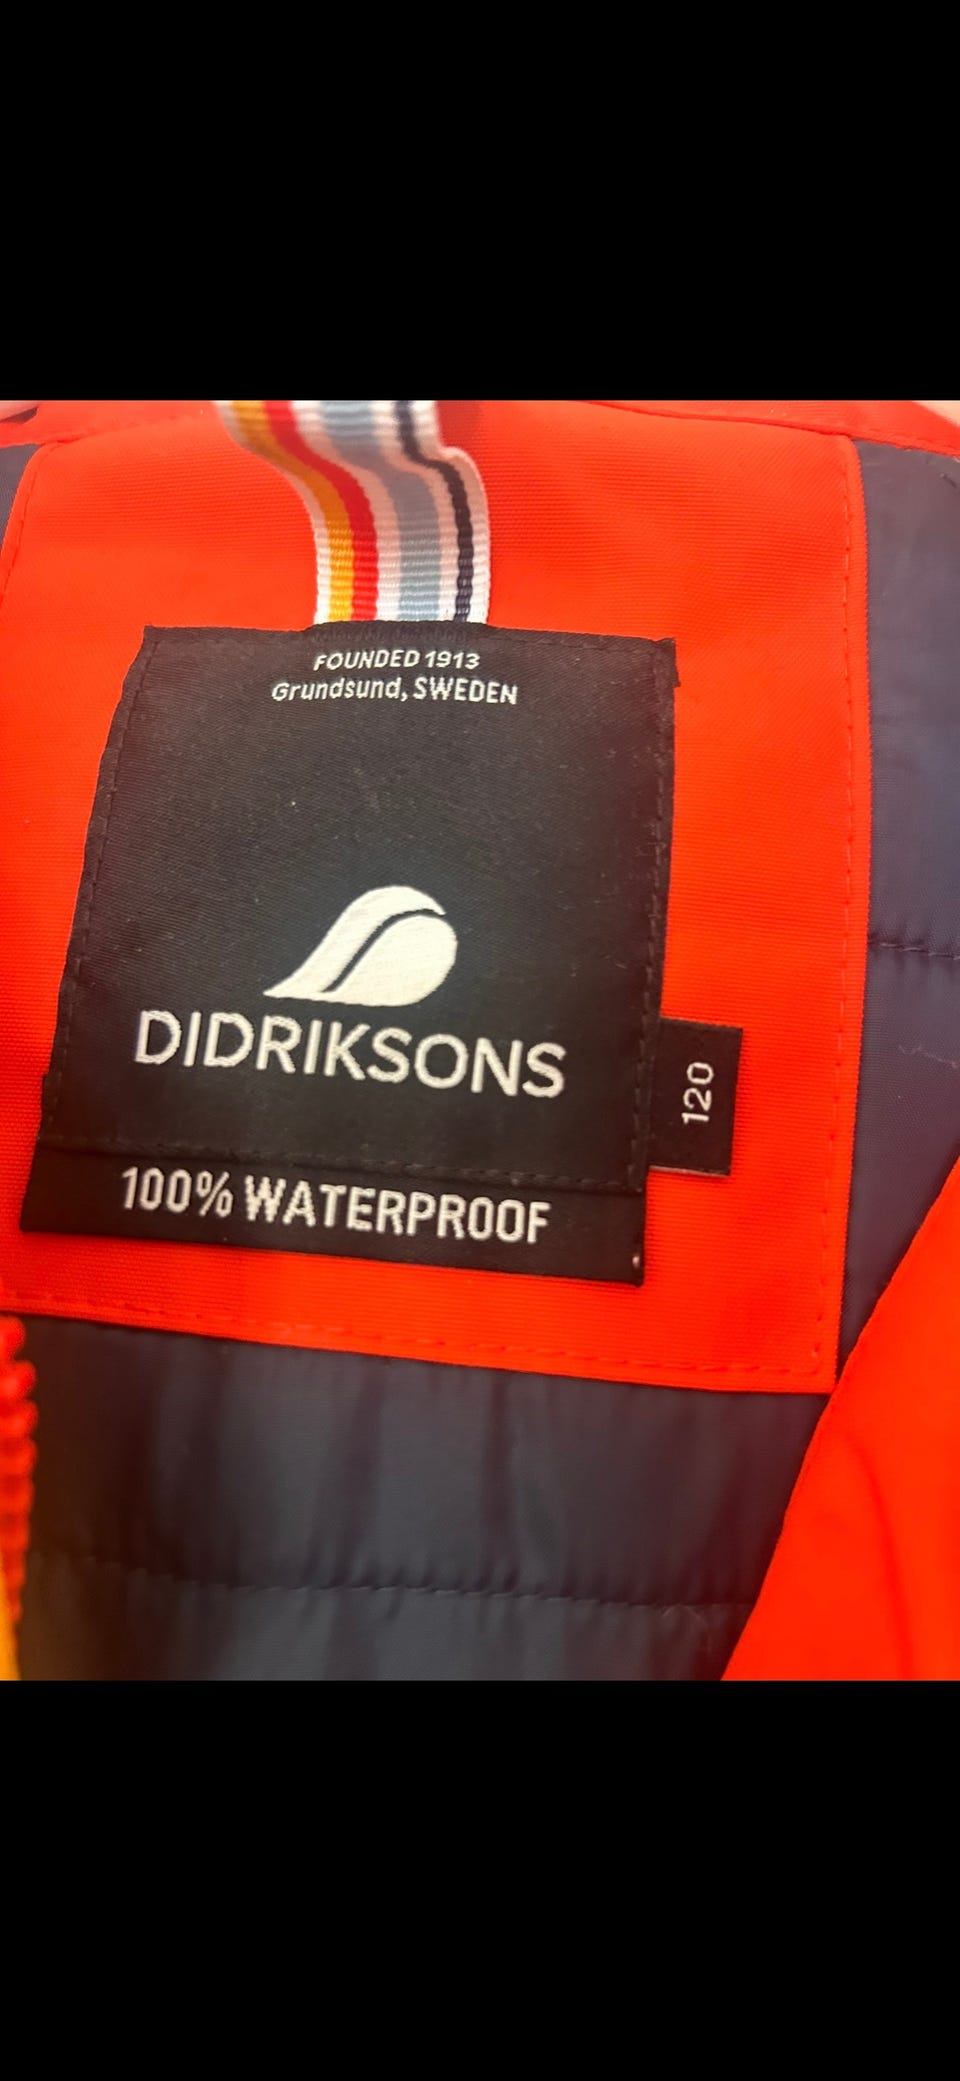 FOUNDED 1913
Grundsund, SWEDEN
DIDRIKSONS
120
100% WATERPROOF